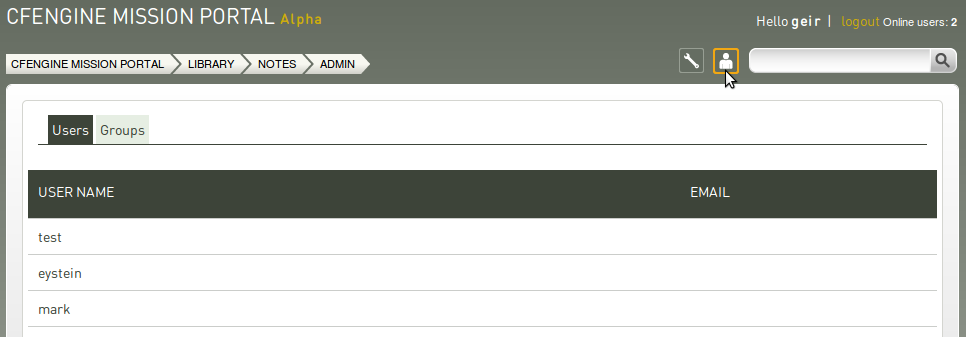 CFENGINE MISSION PORTAL Alpha
Hello geir | logout Online users: 2
CFENGINE MISSION PORTAL LIBRARY NOTES ADMIN
Users Groups
USER NAME EMAIL
test
eystein
mark